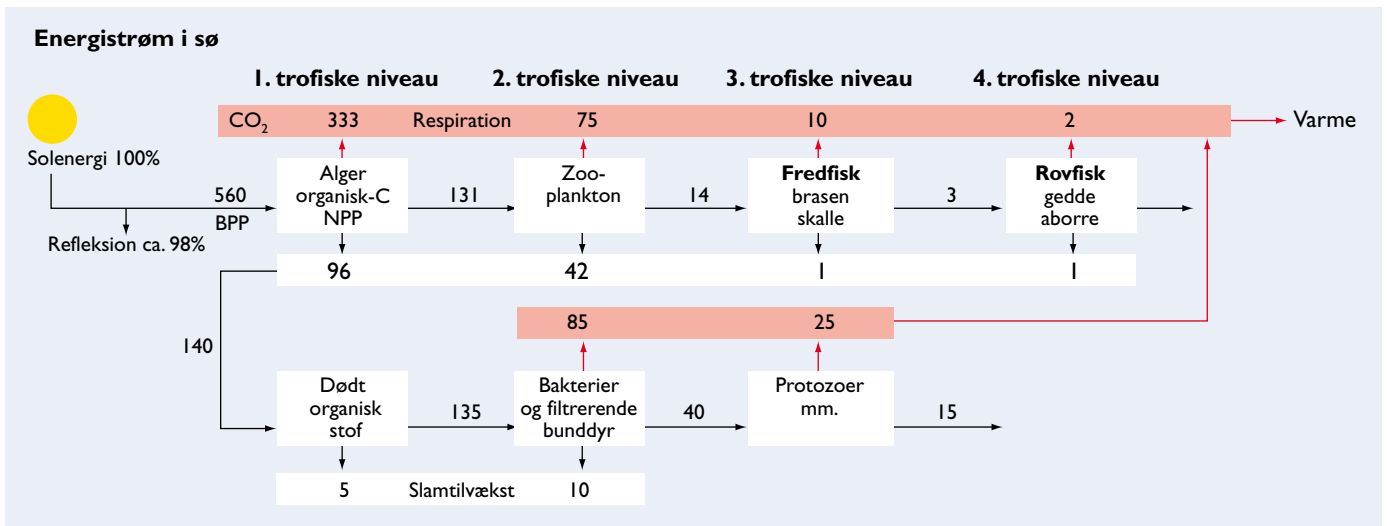 Energistrøm i sø
1. trofiske niveau 2. trofiske niveau 3. trofiske niveau 4. trofiske niveau
CO₂ 333 Respiration 75 10 2 Varme
Solenergi 100%
560
BPP
Refleksion ca. 98%
Alger
organisk-C
NPP
131
Zoo-
plankton
14
Fredfisk
brasen
skalle
3
Rovfisk
gedde
aborre
96 42 1 1
85 25
140
Dødt
organisk
stof
135
Bakterier
og filtrerende
bunddyr
40
Protozoer
mm.
15
5 Slamtilvækst 10